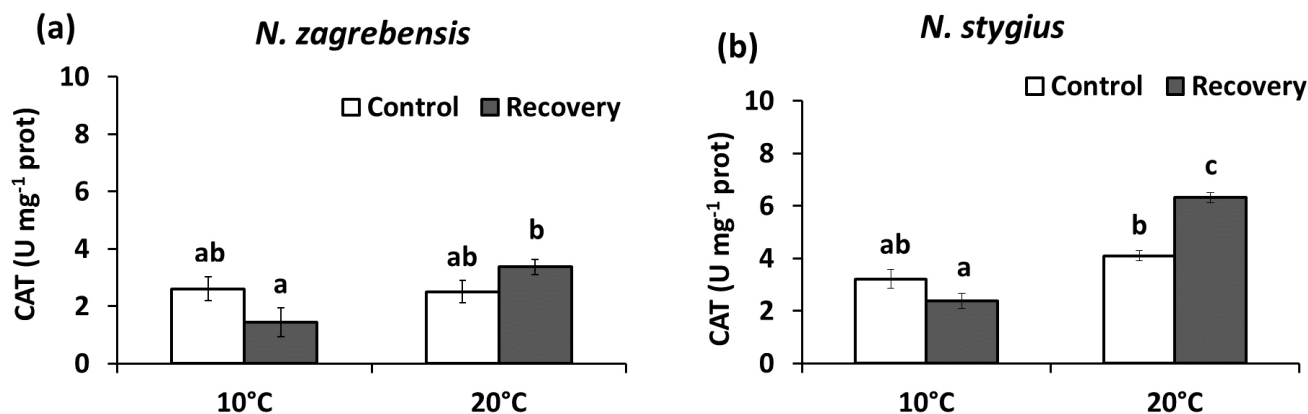 (a)
N. zagrebensis
Control Recovery
CAT (U mg-1 prot)
10
8
6
4
2
0
ab
a
ab
b
10°C
20°C
(b)
N. stygius
Control Recovery
CAT (U mg-1 prot)
10
8
6
4
2
0
ab
a
b
c
10°C
20°C